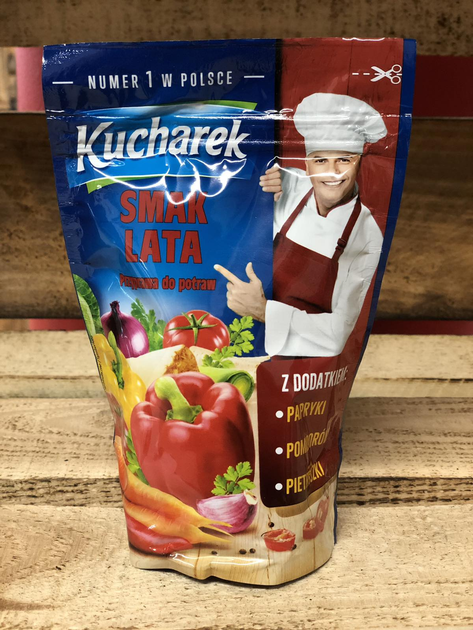 NUMER 1 W POLSCE
Kucharek
SMAK
LATA
Przyprawa do potraw
Z DODATKIEM:
• PAPRYKI
• POMIDORÓW
• PIETRUSZKI